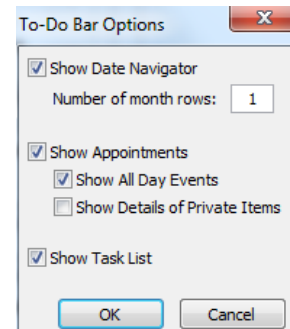 To-Do Bar Options
Show Date Navigator
Number of month rows: 1
Show Appointments
Show All Day Events
Show Details of Private Items
Show Task List
OK Cancel